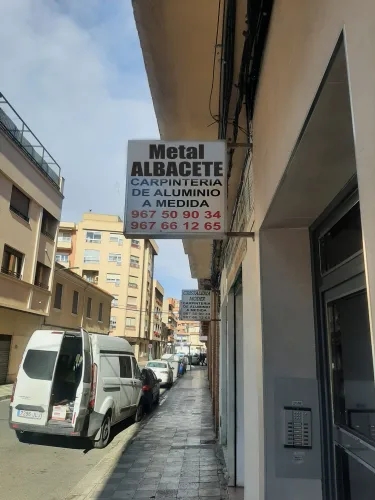 Metal
ALBACETE
CARPINTERIA
DE ALUMINIO
A MEDIDA
967 50 90 34
967 66 12 65